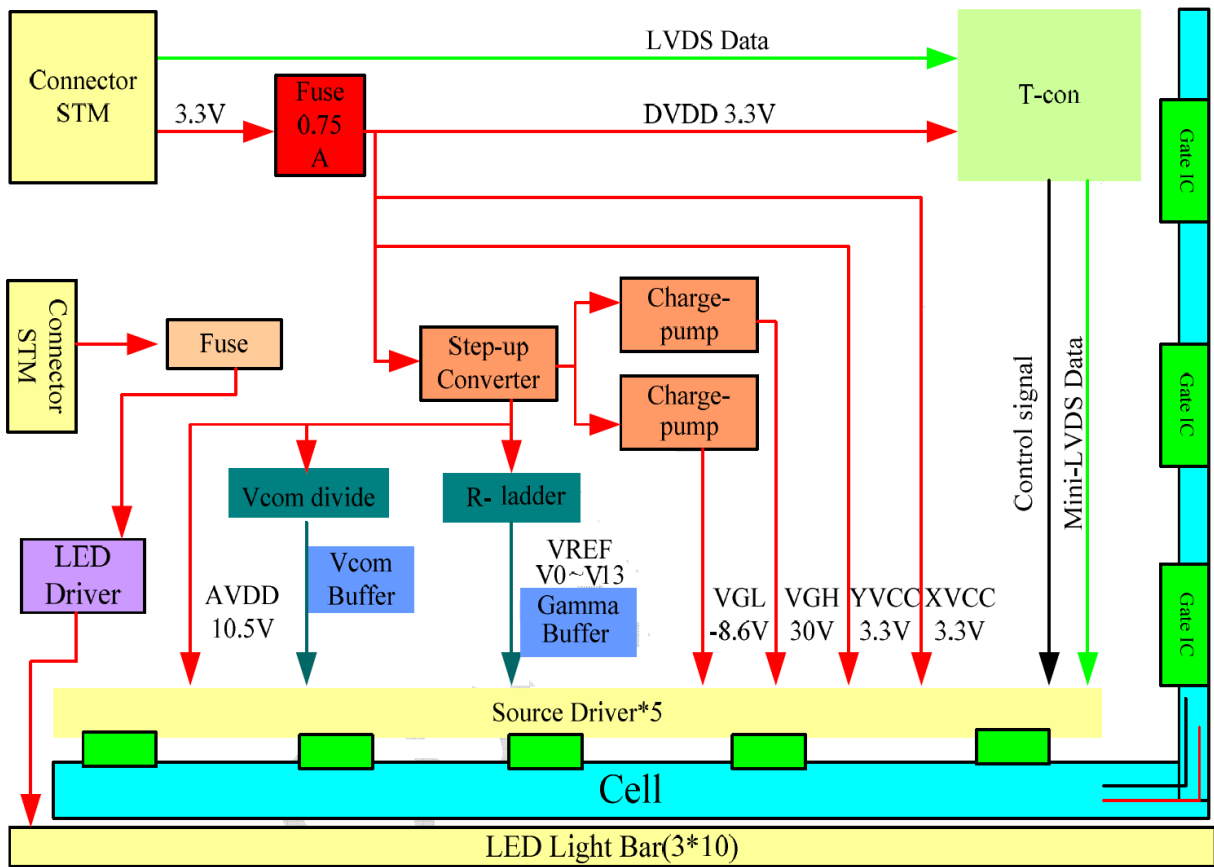 LVDS Data
Connector
STM
3.3V
Fuse
0.75
A
DVDD 3.3V
T-con
Gate IC
Connector
STM
Fuse
Step-up
Converter
Charge-
pump
Charge-
pump
Control signal
Mini-LVDS Data
Gate IC
Vcom divide
R- ladder
LED
Driver
AVDD
10.5V
Vcom
Buffer
VREF
V0~V13
Gamma
Buffer
VGL
-8.6V
VGH
30V
YVCC
3.3V
XVCC
3.3V
Gate IC
Source Driver*5
Cell
LED Light Bar(3*10)